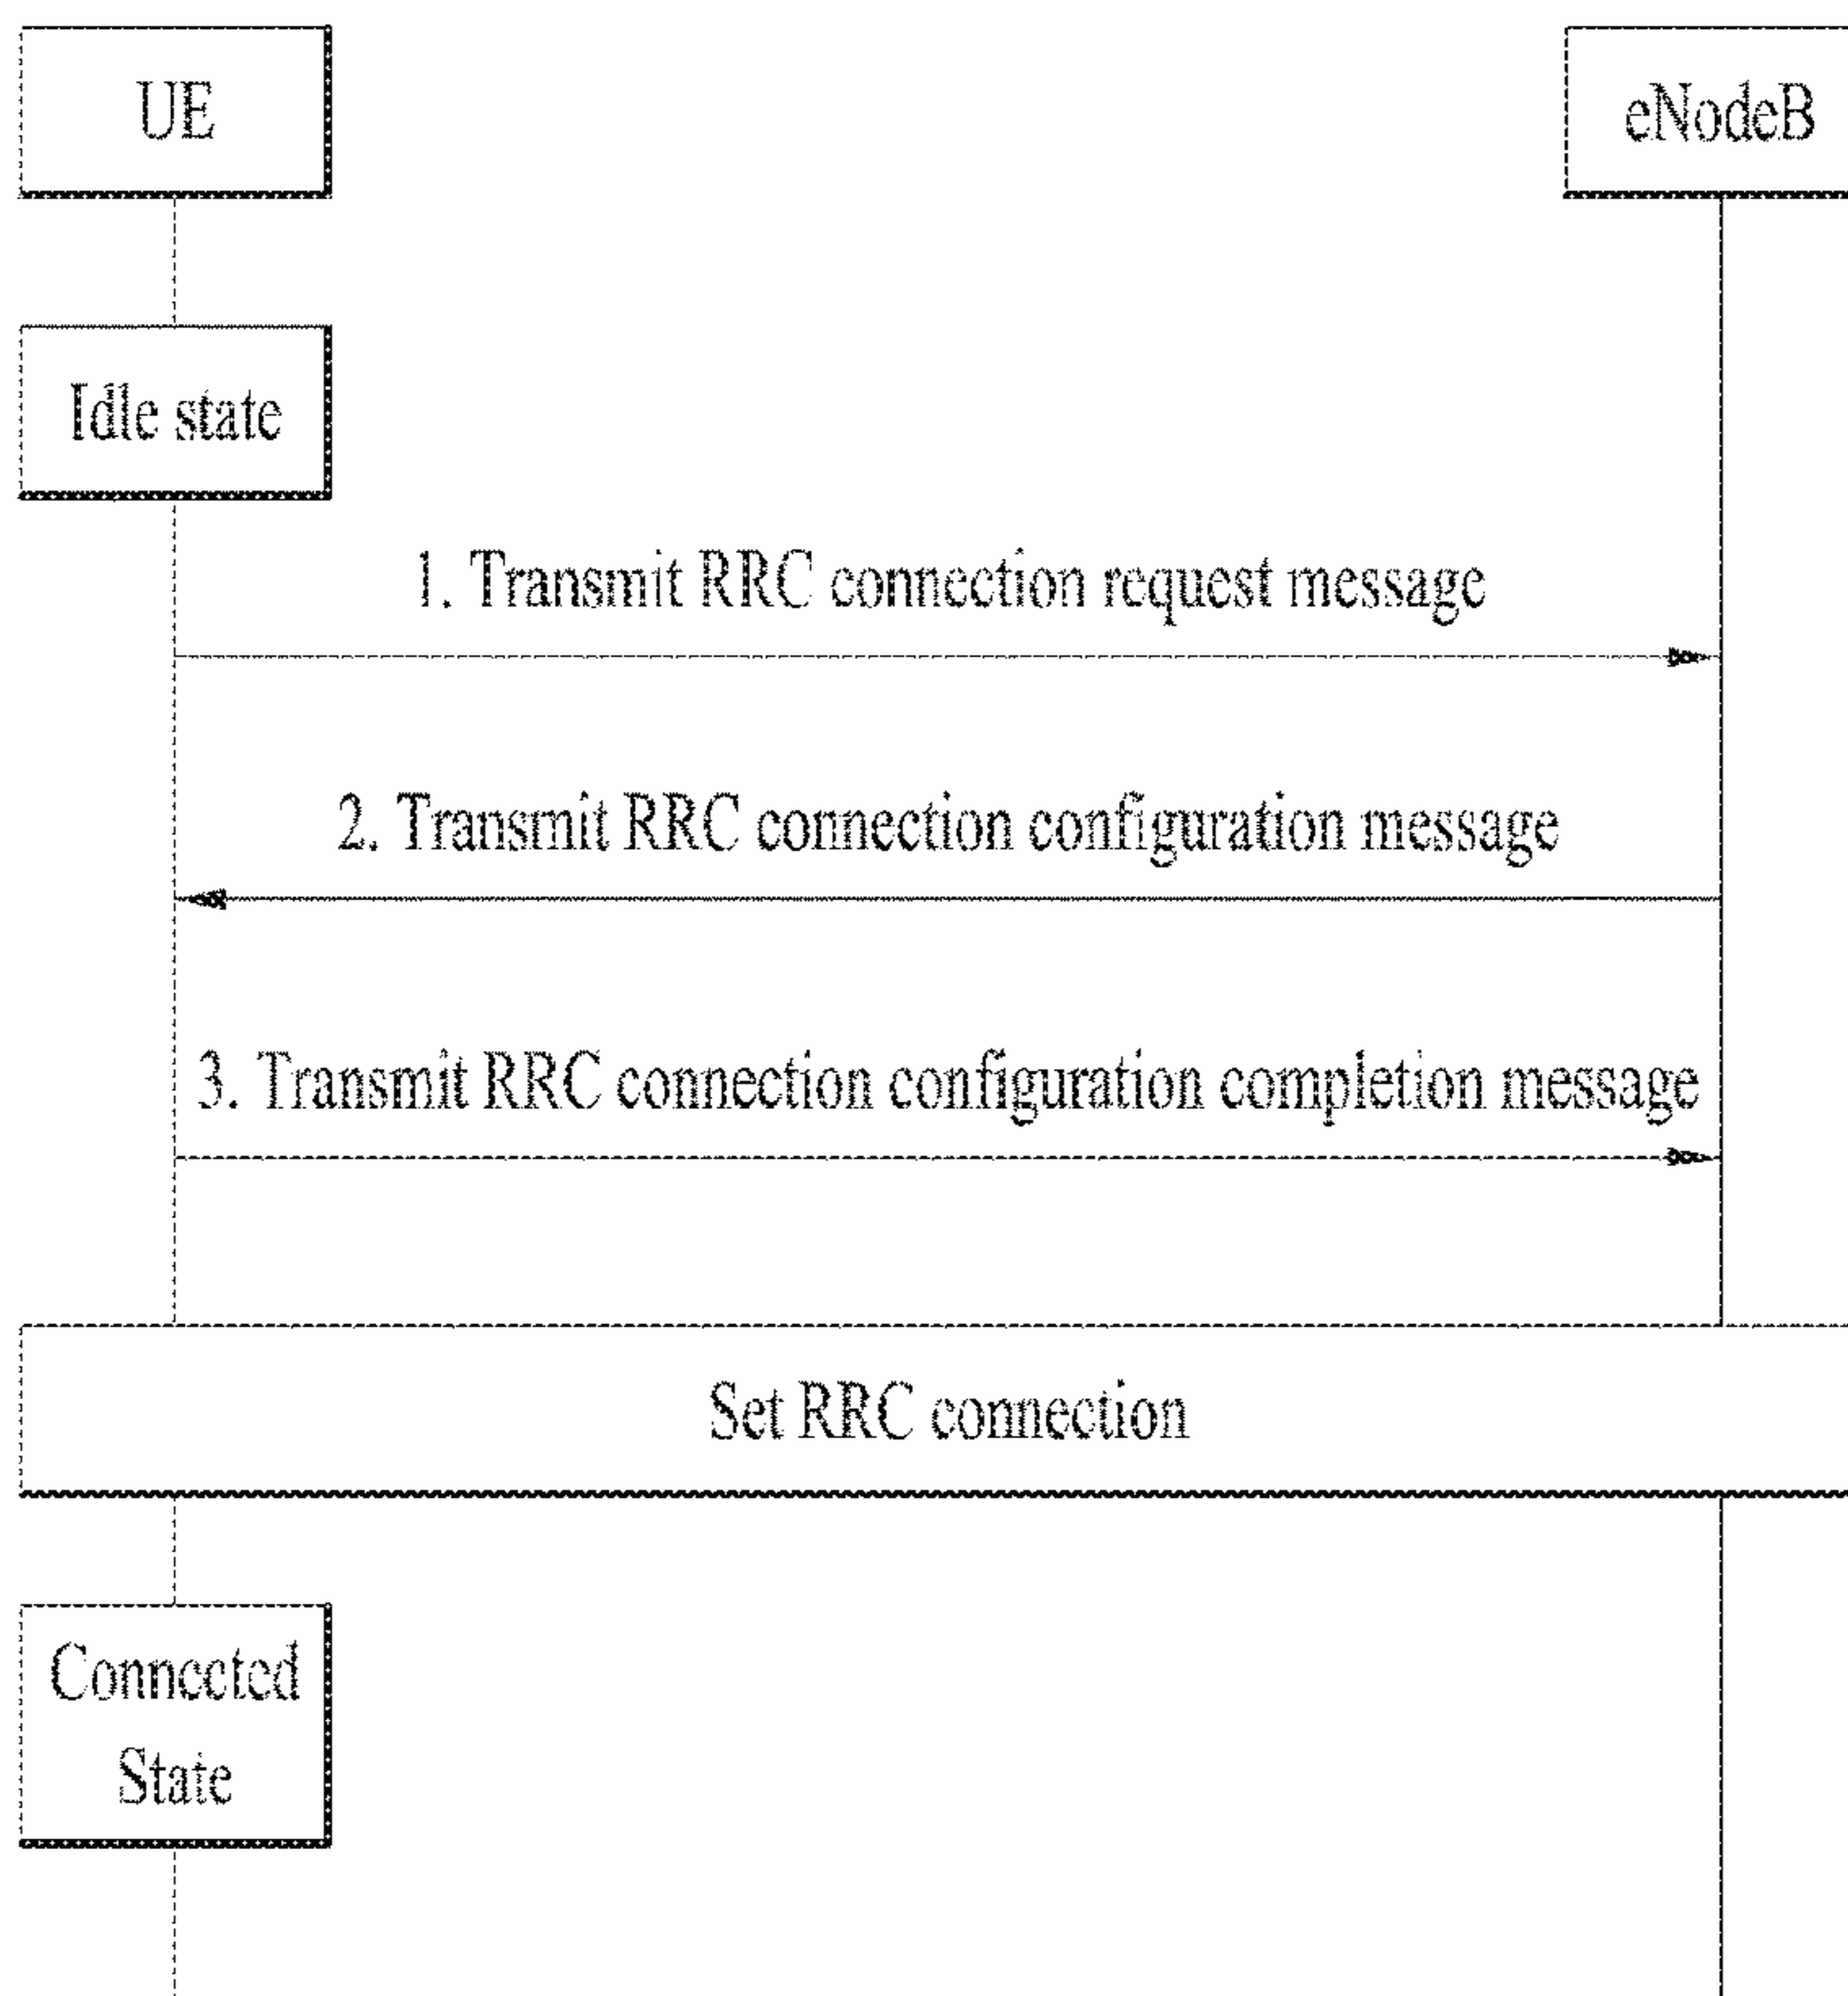 UE
eNodeB
Idle state
1. Transmit RRC connection request message
2. Transmit RRC connection configuration message
3. Transmit RRC connection configuration completion message
Set RRC connection
Connected
State